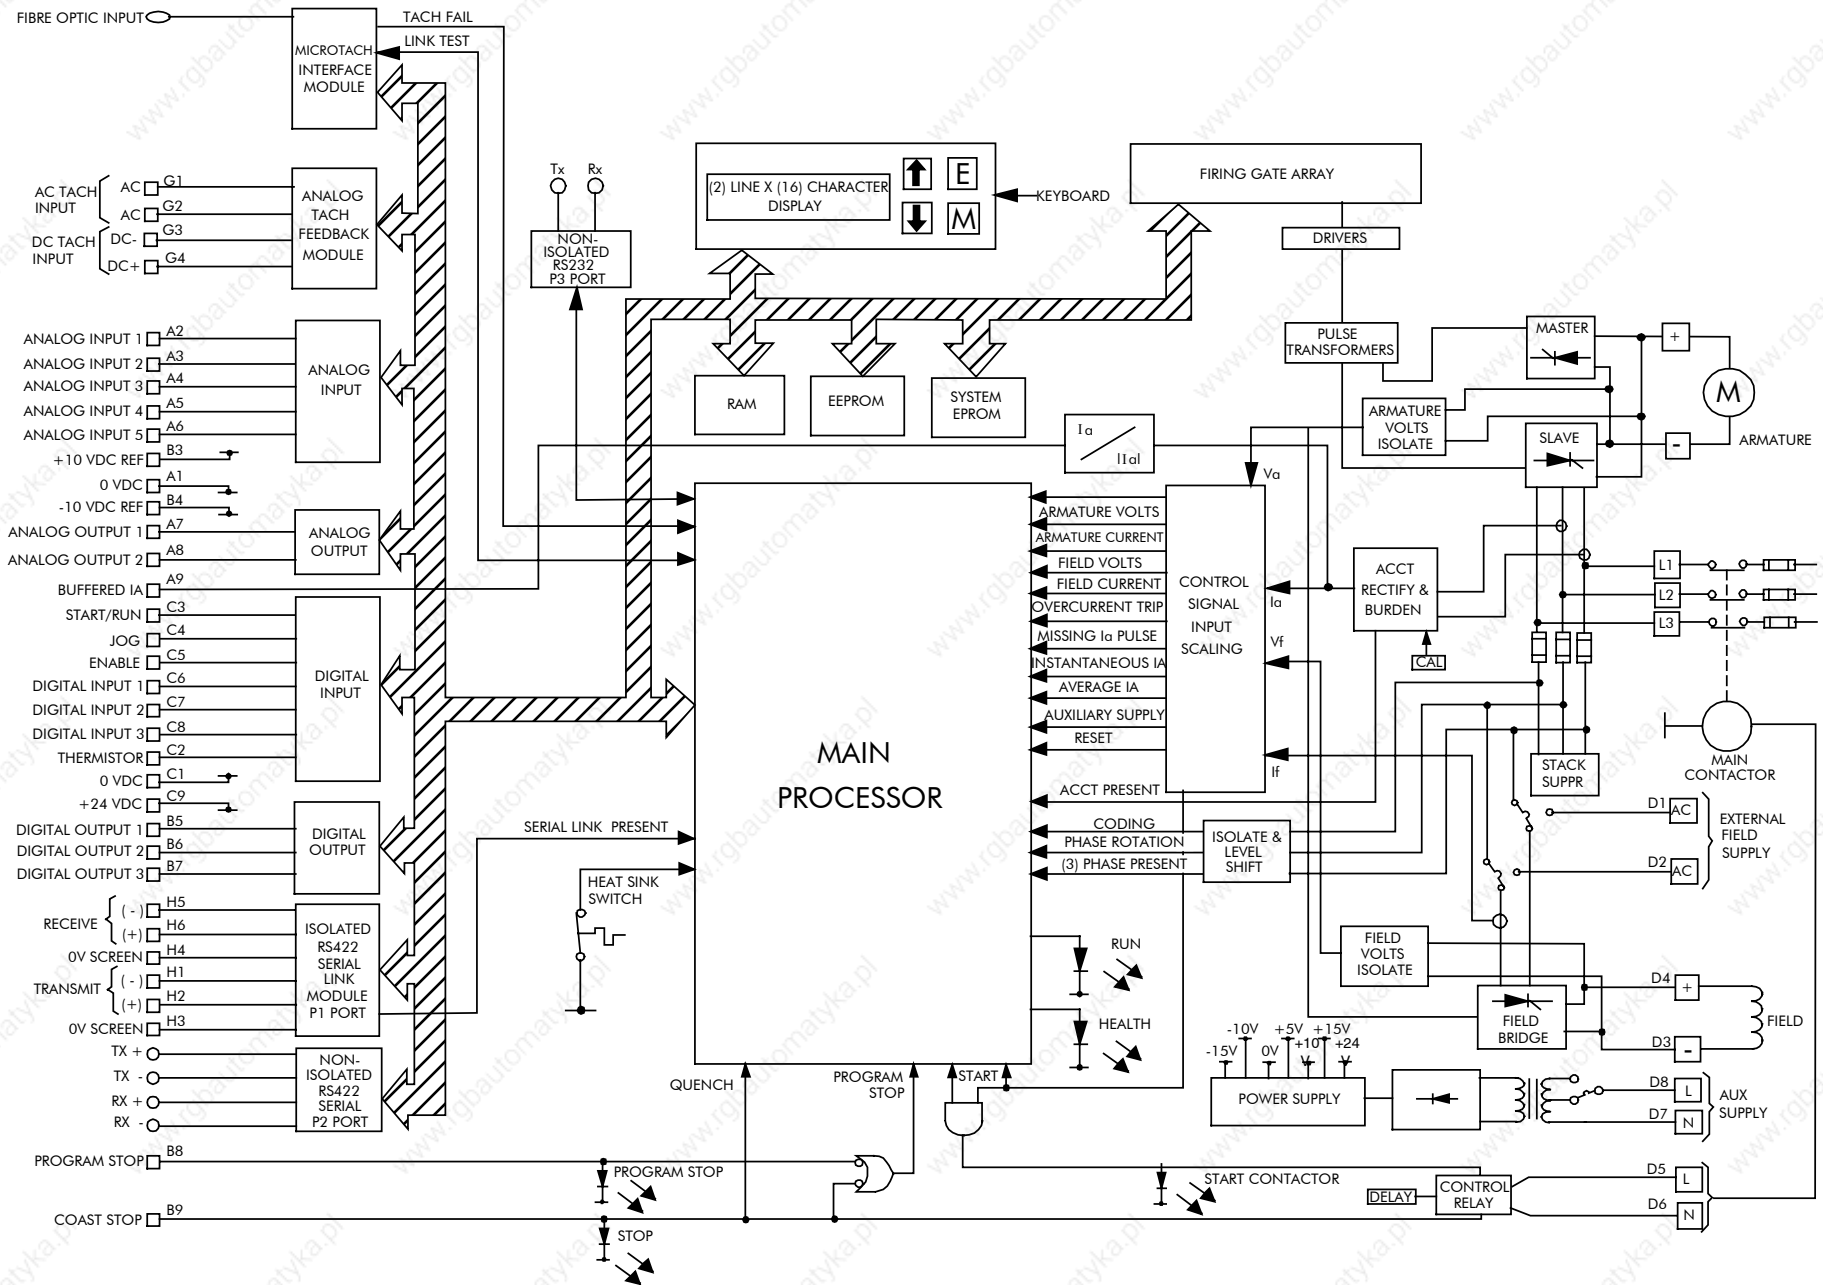 FIBRE OPTIC INPUT
TACH FAIL
LINK TEST
MICROTACH
INTERFACE
MODULE
AC TACH
INPUT
AC
G1
AC
G2
DC TACH
INPUT
DC-
G3
DC+
G4
ANALOG
TACH
FEEDBACK
MODULE
ANALOG INPUT 1
A2
ANALOG INPUT 2
A3
ANALOG INPUT 3
A4
ANALOG INPUT 4
A5
ANALOG INPUT 5
A6
ANALOG
INPUT
+10 VDC REF
B3
0 VDC
A1
-10 VDC REF
B4
ANALOG OUTPUT 1
A7
ANALOG OUTPUT 2
A8
ANALOG
OUTPUT
BUFFERED IA
A9
START/RUN
C3
JOG
C4
ENABLE
C5
DIGITAL INPUT 1
C6
DIGITAL INPUT 2
C7
DIGITAL INPUT 3
C8
THERMISTOR
C2
DIGITAL
INPUT
0 VDC
C1
+24 VDC
C9
DIGITAL OUTPUT 1
B5
DIGITAL OUTPUT 2
B6
DIGITAL OUTPUT 3
B7
DIGITAL
OUTPUT
RECEIVE
(-)
H5
(+)
H6
0V SCREEN
H4
TRANSMIT
(-)
H1
(+)
H2
0V SCREEN
H3
ISOLATED
RS422
SERIAL
LINK
MODULE
P1 PORT
TX +
TX -
RX +
RX -
NON-
ISOLATED
RS422
SERIAL
P2 PORT
PROGRAM STOP
B8
COAST STOP
B9
Tx
Rx
NON-
ISOLATED
RS232
P3 PORT
(2) LINE X (16) CHARACTER
DISPLAY
E
M
KEYBOARD
FIRING GATE ARRAY
DRIVERS
PULSE
TRANSFORMERS
RAM
EEPROM
SYSTEM
EPROM
Ia
|Ia|
MASTER
ARMATURE
VOLTS
ISOLATE
SLAVE
+
M
-
ARMATURE
MAIN
PROCESSOR
ARMATURE VOLTS
ARMATURE CURRENT
FIELD VOLTS
FIELD CURRENT
OVERCURRENT TRIP
MISSING Ia PULSE
INSTANTANEOUS IA
AVERAGE IA
AUXILIARY SUPPLY
RESET
ACCT PRESENT
CODING
PHASE ROTATION
(3) PHASE PRESENT
CONTROL
SIGNAL
INPUT
SCALING
Va
Ia
Vf
If
ACCT
RECTIFY &
BURDEN
CAL
ISOLATE &
LEVEL
SHIFT
L1
L2
L3
MAIN
CONTACTOR
STACK
SUPPR
D1
AC
D2
AC
EXTERNAL
FIELD
SUPPLY
FIELD
VOLTS
ISOLATE
FIELD
BRIDGE
D4
+
D3
-
FIELD
SERIAL LINK PRESENT
HEAT SINK
SWITCH
RUN
HEALTH
-15V
-10V
0V
+5V
+10
V
+15V
+24
V
POWER SUPPLY
D8
L
D7
N
AUX
SUPPLY
QUENCH
PROGRAM
STOP
START
PROGRAM STOP
STOP
START CONTACTOR
DELAY
CONTROL
RELAY
D5
L
D6
N
www.rgbautomatyka.pl